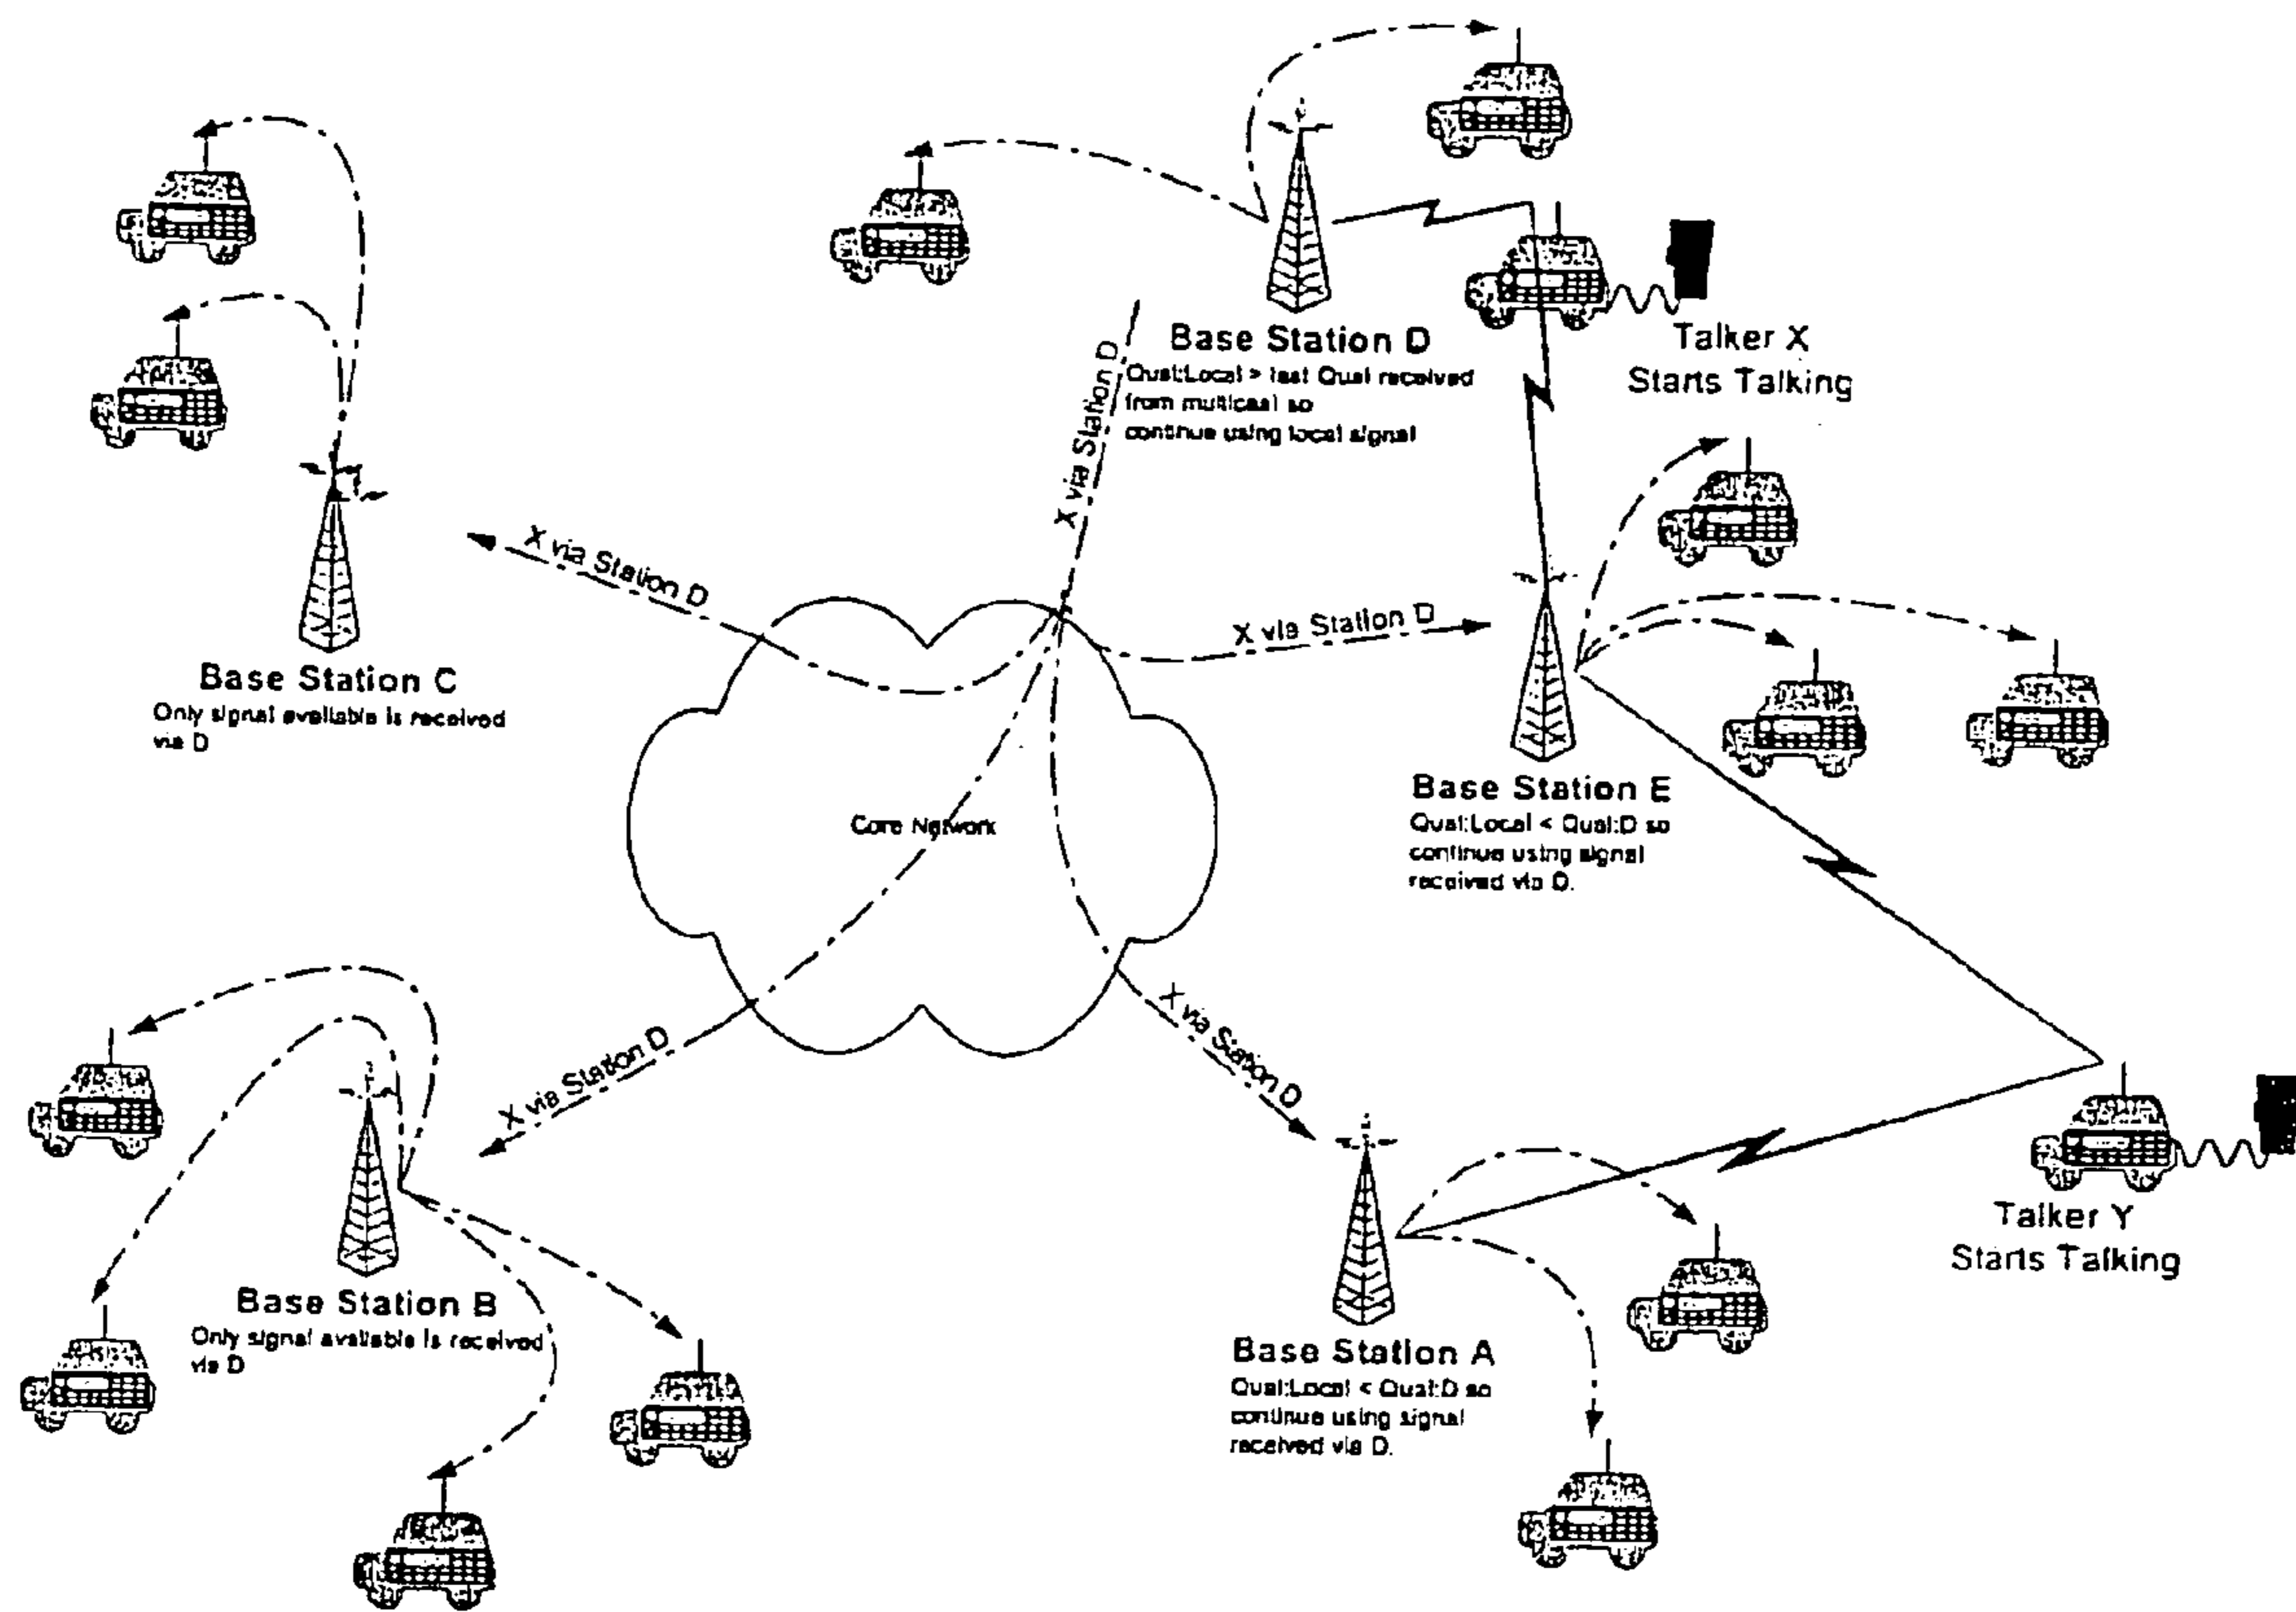 Base Station D
Qual:Local > last Qual received
from multicast so
continue using local signal
Talker X
Starts Talking
X via Station D
X via Station D
X via Station D
Base Station C
Only signal available is received
via D
Core Network
Base Station E
Qual:Local < Qual:D so
continue using signal
received via D.
X via Station D
X via Station D
Base Station B
Only signal available is received
via D
Talker Y
Starts Talking
Base Station A
Qual:Local < Qual:D so
continue using signal
received via D.